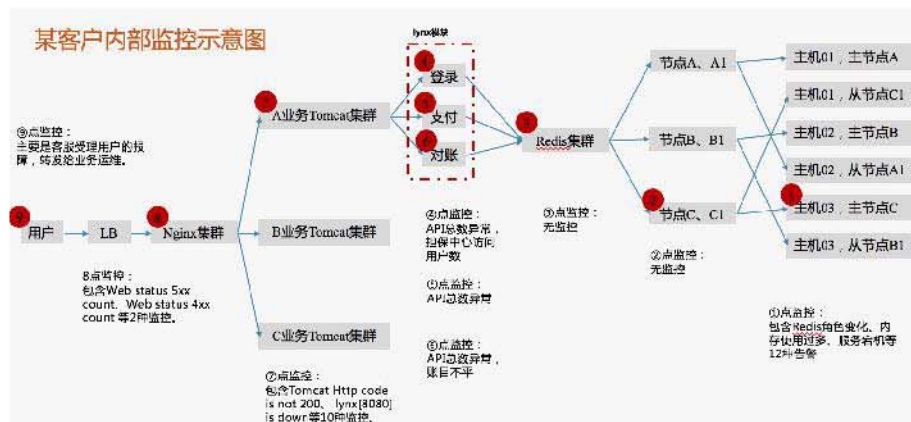 某客户内部监控示意图
lynx模块
登录
支付
对账
A业务Tomcat集群
B业务Tomcat集群
C业务Tomcat集群
Redis集群
节点A、A1
节点B、B1
节点C、C1
主机01，主节点A
主机01，从节点C1
主机02，主节点B
主机02，从节点A1
主机03，主节点C
主机03，从节点B1
⑨点监控：
主要是客服受理用户的报
障，转发给业务运维。
用户
LB
Nginx集群
8点监控：
包含Web status 5xx
count、Web status 4xx
count 等2种监控。
⑦点监控：
包含Tomcat Http code
is not 200、 lynx[8080]
is down 等10种监控。
④点监控：
API总数异常，
担保中心访问
用户数
⑤点监控：
API总数异常
⑥点监控：
API总数异常，
账目不平
③点监控：
无监控
②点监控：
无监控
①点监控：
包含Redis角色变化、内
存使用过多、服务宕机等
12种告警